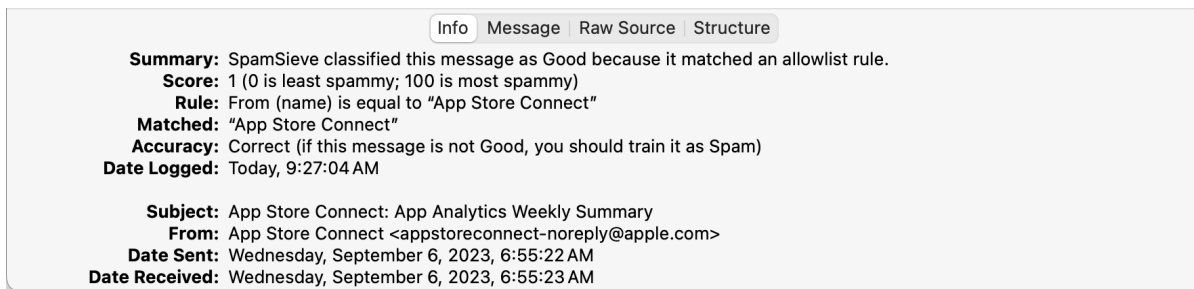 Info Message Raw Source Structure
Summary: SpamSieve classified this message as Good because it matched an allowlist rule.
Score: 1 (0 is least spammy; 100 is most spammy)
Rule: From (name) is equal to “App Store Connect”
Matched: “App Store Connect”
Accuracy: Correct (if this message is not Good, you should train it as Spam)
Date Logged: Today, 9:27:04 AM
Subject: App Store Connect: App Analytics Weekly Summary
From: App Store Connect <appstoreconnect-noreply@apple.com>
Date Sent: Wednesday, September 6, 2023, 6:55:22 AM
Date Received: Wednesday, September 6, 2023, 6:55:23 AM